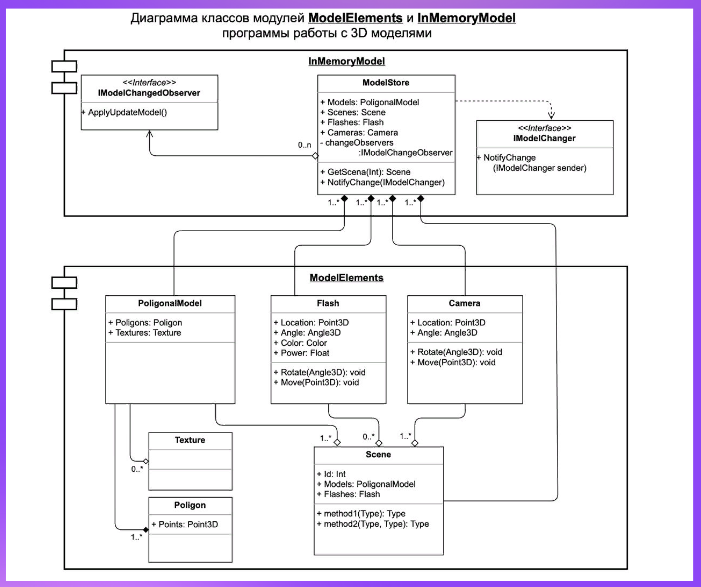 Диаграмма классов модулей ModelElements и InMemoryModel
программы работы с 3D моделями
InMemoryModel
<<Interface>>
IModelChangedObserver
+ ApplyUpdateModel()
ModelStore
+ Models: PoligonalModel
+ Scenes: Scene
+ Flashes: Flash
+ Cameras: Camera
- changeObservers
:IModelChangeObserver
+ GetScena(Int): Scene
+ NotifyChange(IModelChanger)
<<Interface>>
IModelChanger
+ NotifyChange
(IModelChanger sender)
0..n
1..*
1..*
1..*
1..*
ModelElements
PoligonalModel
+ Poligons: Poligon
+ Textures: Texture
Flash
+ Location: Point3D
+ Angle: Angle3D
+ Color: Color
+ Power: Float
+ Rotate(Angle3D): void
+ Move(Point3D): void
Camera
+ Location: Point3D
+ Angle: Angle3D
+ Rotate(Angle3D): void
+ Move(Point3D): void
1..*
0..*
1..*
Texture
0..*
Poligon
+ Points: Point3D
1..*
Scene
+ Id: Int
+ Models: PoligonalModel
+ Flashes: Flash
+ method1(Type): Type
+ method2(Type, Type): Type